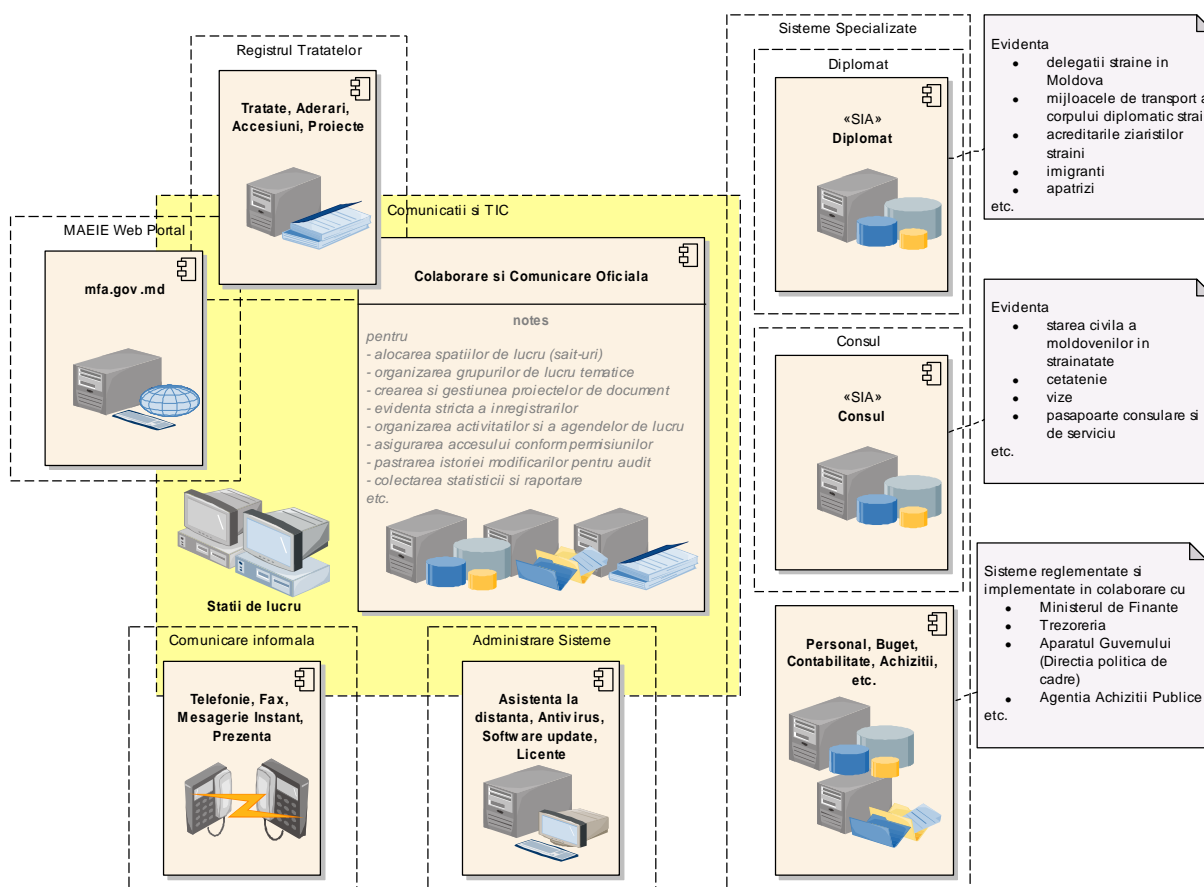 Registrul Tratatelor
Tratate, Aderari,
Accesiuni, Proiecte
MAEIE Web Portal
mfa.gov.md
Comunicatii si TIC
Colaborare si Comunicare Oficiala
notes
pentru
- alocarea spatiilor de lucru (sait-uri)
- organizarea grupurilor de lucru tematice
- crearea si gestiunea proiectelor de document
- evidenta stricta a inregistrarilor
- organizarea activitatilor si a agendelor de lucru
- asigurarea accesului conform permisiunilor
- pastrarea istoriei modificarilor pentru audit
- colectarea statisticii si raportare
etc.
Statii de lucru
Comunicare informala
Telefonie, Fax,
Mesagerie Instant,
Prezenta
Administrare Sisteme
Asistenta la
distanta, Antivirus,
Software update,
Licente
Sisteme Specializate
Diplomat
«SIA»
Diplomat
Consul
«SIA»
Consul
Personal, Buget,
Contabilitate, Achizitii,
etc.
Evidenta
• delegatii straine in
Moldova
• mijloacele de transport a
corpului diplomatic strai
• acreditarile ziaristilor
straini
• imigranti
• apatrizi
etc.
Evidenta
• starea civila a
moldovenilor in
strainatate
• cetatenie
• vize
• pasapoarte consulare si
de serviciu
etc.
Sisteme reglementate si
implementate in colaborare cu
• Ministerul de Finante
• Trezoreria
• Aparatul Guvernului
(Directia politica de
cadre)
• Agentia Achizitii Publice
etc.